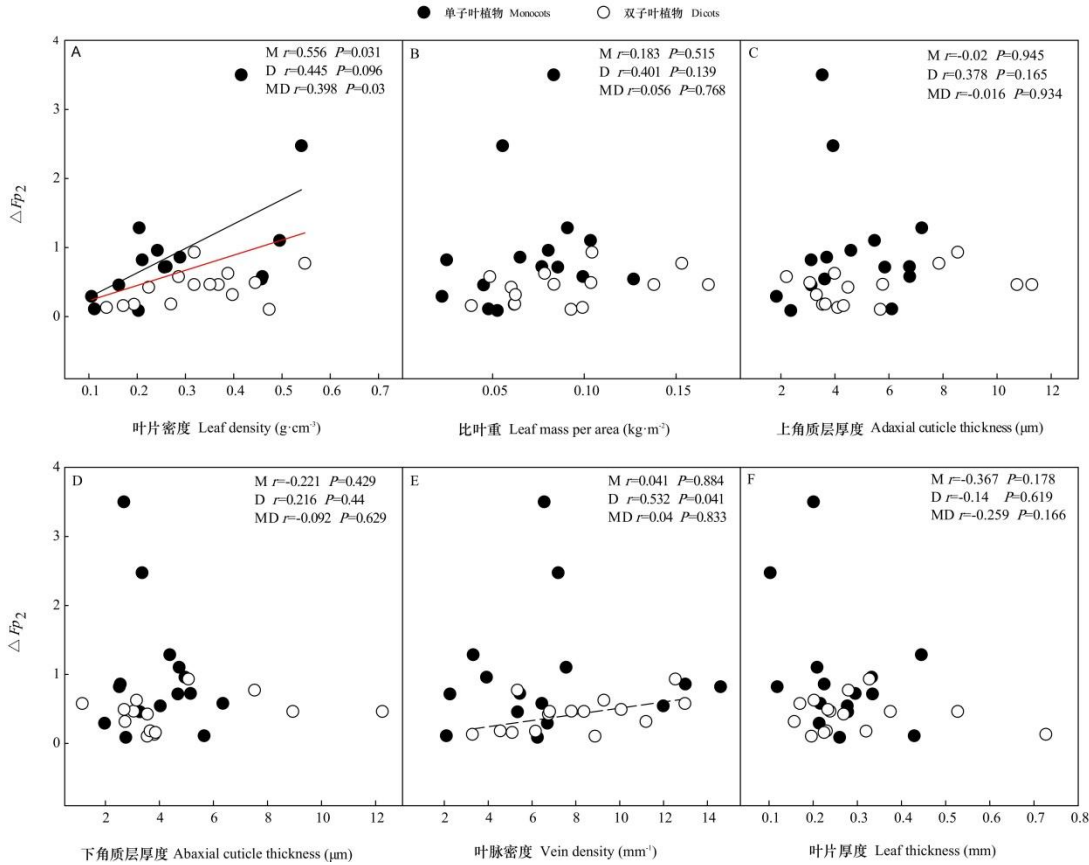 单子叶植物 Monocots 双子叶植物 Dicots
A
M r=0.556 P=0.031
D r=0.445 P=0.096
MD r=0.398 P=0.03
B
M r=0.183 P=0.515
D r=0.401 P=0.139
MD r=0.056 P=0.768
C
M r=-0.02 P=0.945
D r=0.378 P=0.165
MD r=-0.016 P=0.934
4
3
2
1
0
△Fp2
0.1 0.2 0.3 0.4 0.5 0.6 0.7
0.05 0.10 0.15
2 4 6 8 10 12
叶片密度 Leaf density (g·cm-3)
比叶重 Leaf mass per area (kg·m-2)
上角质层厚度 Adaxial cuticle thickness (μm)
D
M r=-0.221 P=0.429
D r=0.216 P=0.44
MD r=-0.092 P=0.629
E
M r=0.041 P=0.884
D r=0.532 P=0.041
MD r=0.04 P=0.833
F
M r=-0.367 P=0.178
D r=-0.14 P=0.619
MD r=-0.259 P=0.166
4
3
2
1
0
△Fp2
2 4 6 8 10 12
2 4 6 8 10 12 14
0.1 0.2 0.3 0.4 0.5 0.6 0.7 0.8
下角质层厚度 Abaxial cuticle thickness (μm)
叶脉密度 Vein density (mm-1)
叶片厚度 Leaf thickness (mm)